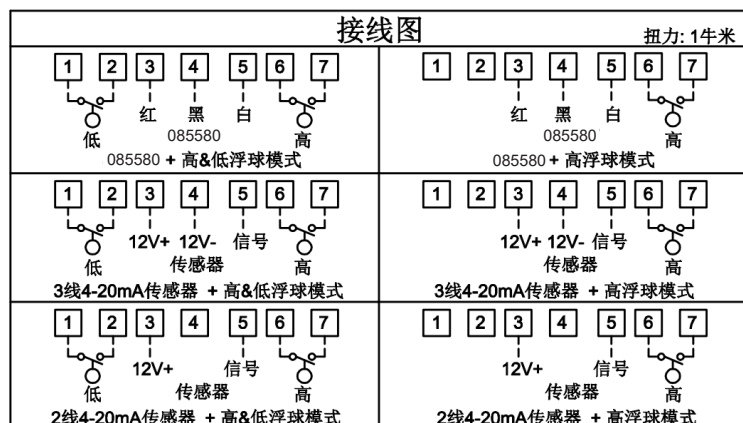 接线图
扭力: 1牛米
1 2 3 4 5 6 7
红 黑 白
低 085580 高
085580 + 高&低浮球模式
1 2 3 4 5 6 7
红 黑 白
085580 高
085580 + 高浮球模式
1 2 3 4 5 6 7
12V+ 12V- 信号
低 传感器 高
3线4-20mA传感器 + 高&低浮球模式
1 2 3 4 5 6 7
12V+ 12V- 信号
传感器 高
3线4-20mA传感器 + 高浮球模式
1 2 3 4 5 6 7
12V+ 信号
低 传感器 高
2线4-20mA传感器 + 高&低浮球模式
1 2 3 4 5 6 7
12V+ 信号
传感器 高
2线4-20mA传感器 + 高浮球模式